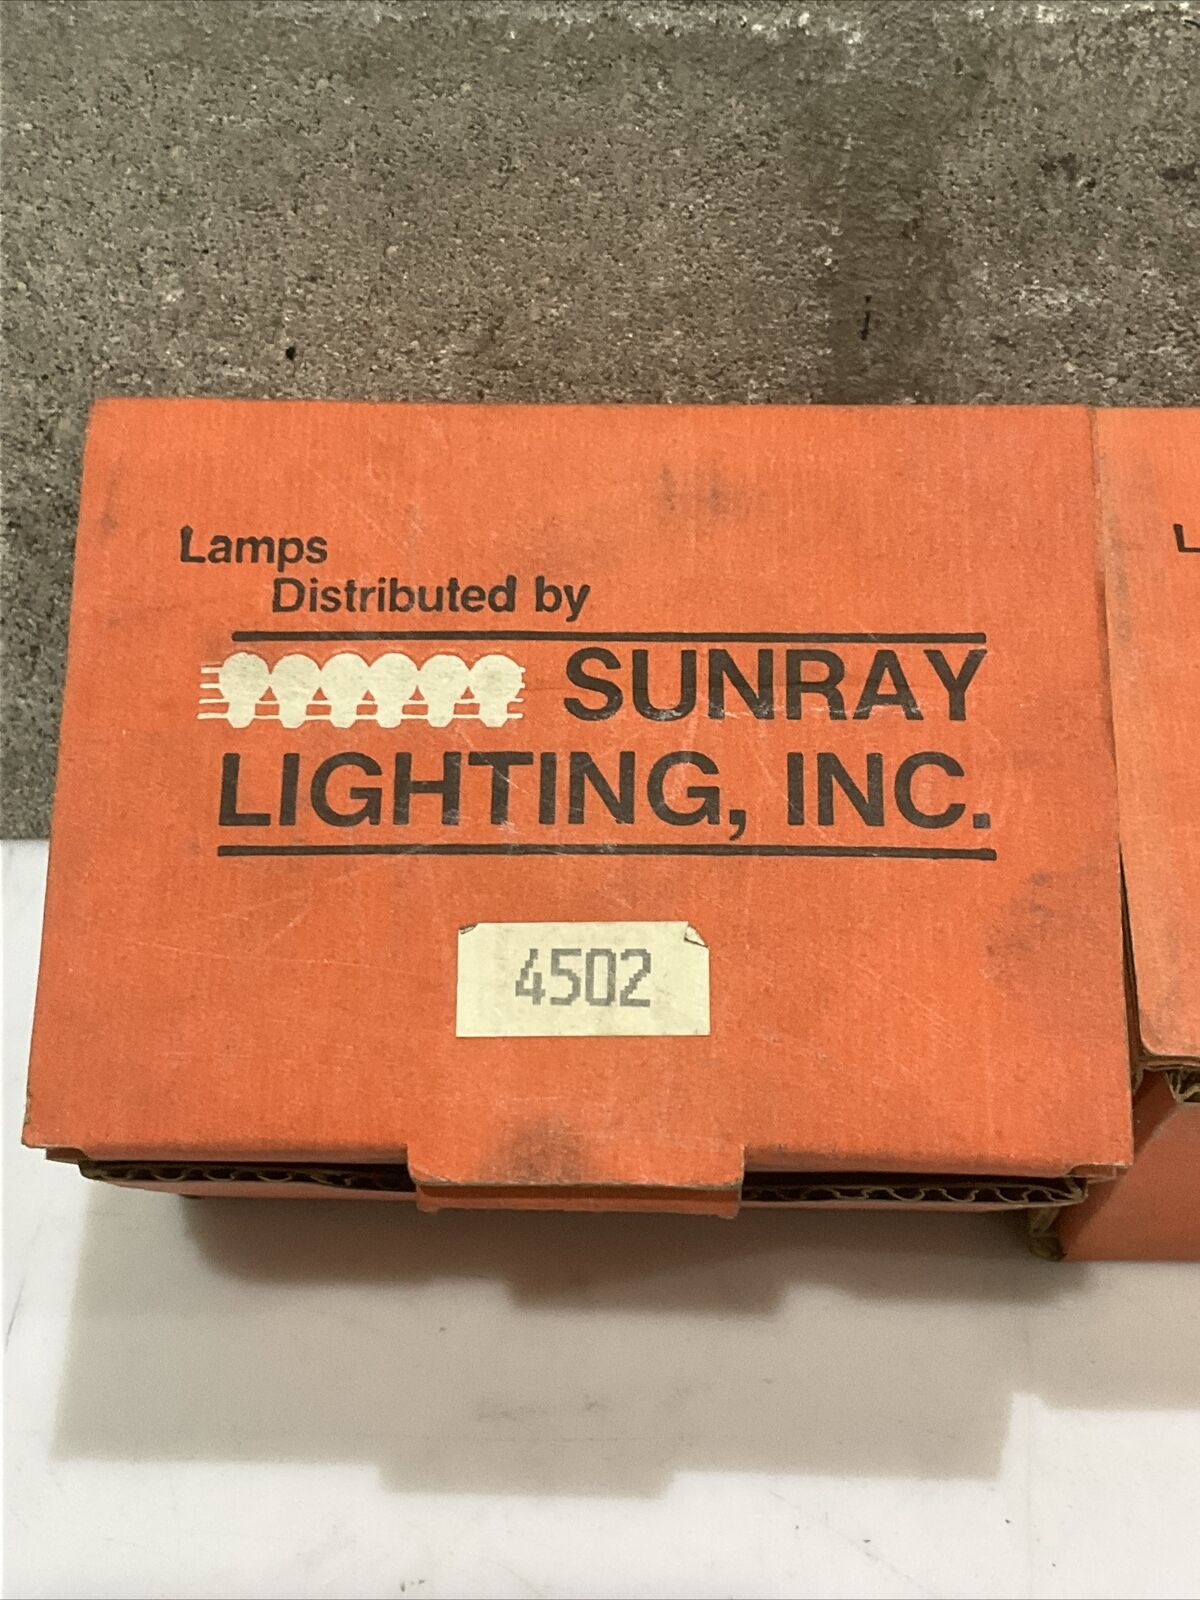 Lamps
Distributed by
SUNRAY
LIGHTING, INC.
4502